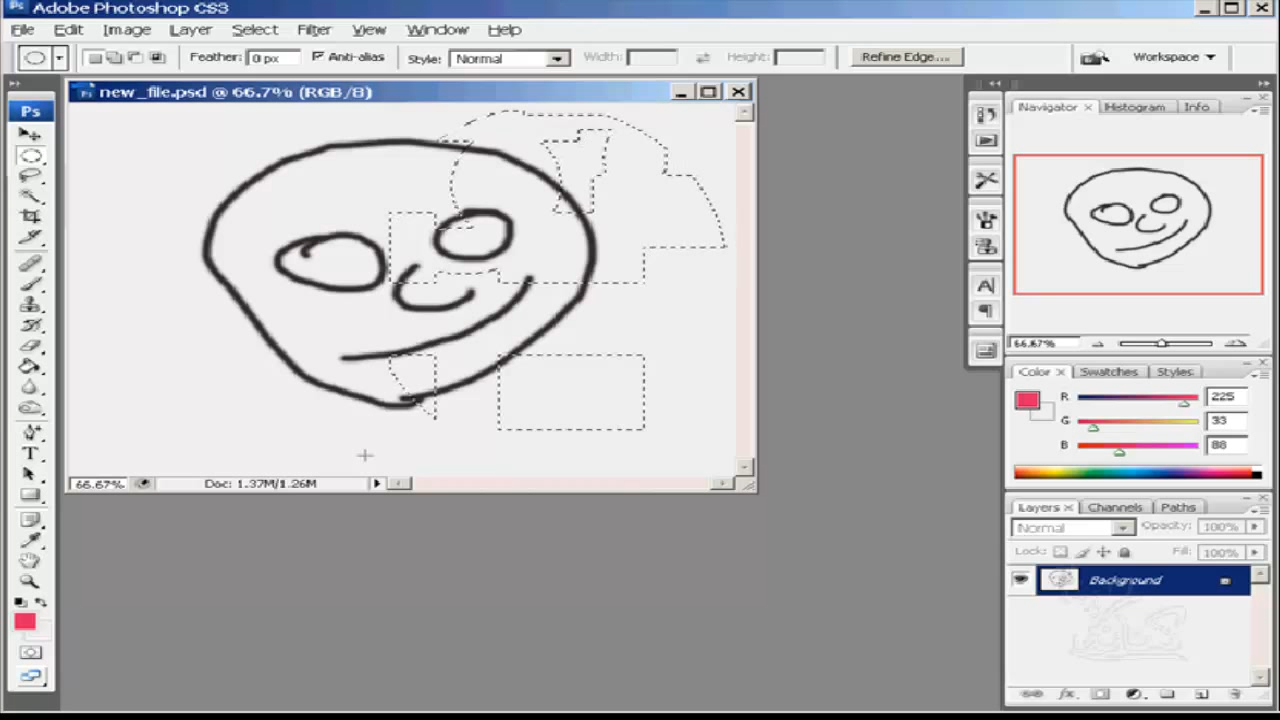 Ps Adobe Photoshop CS3
File Edit Image Layer Select Filter View Window Help
Feather: 0 px Anti-alias Style: Normal Width: Height: Refine Edge... Workspace
new_file.psd @ 66.7% (RGB/8)
Navigator x Histogram Info
Ps
T
A
66.67%
Color x Swatches Styles
R 225
G 33
B 88
66.67% Doc: 1.37M/1.26M
Layers x Channels Paths
Normal Opacity: 100%
Lock: Fill: 100%
Background
fx